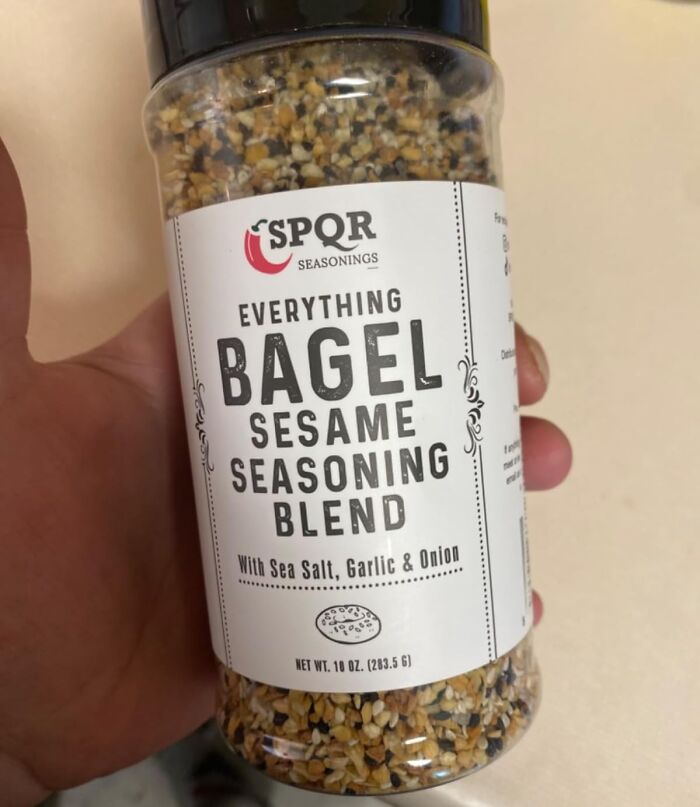 SPQR
SEASONINGS
EVERYTHING
BAGEL
SESAME
SEASONING
BLEND
With Sea Salt, Garlic & Onion
NET WT. 10 OZ. (283.5 G)